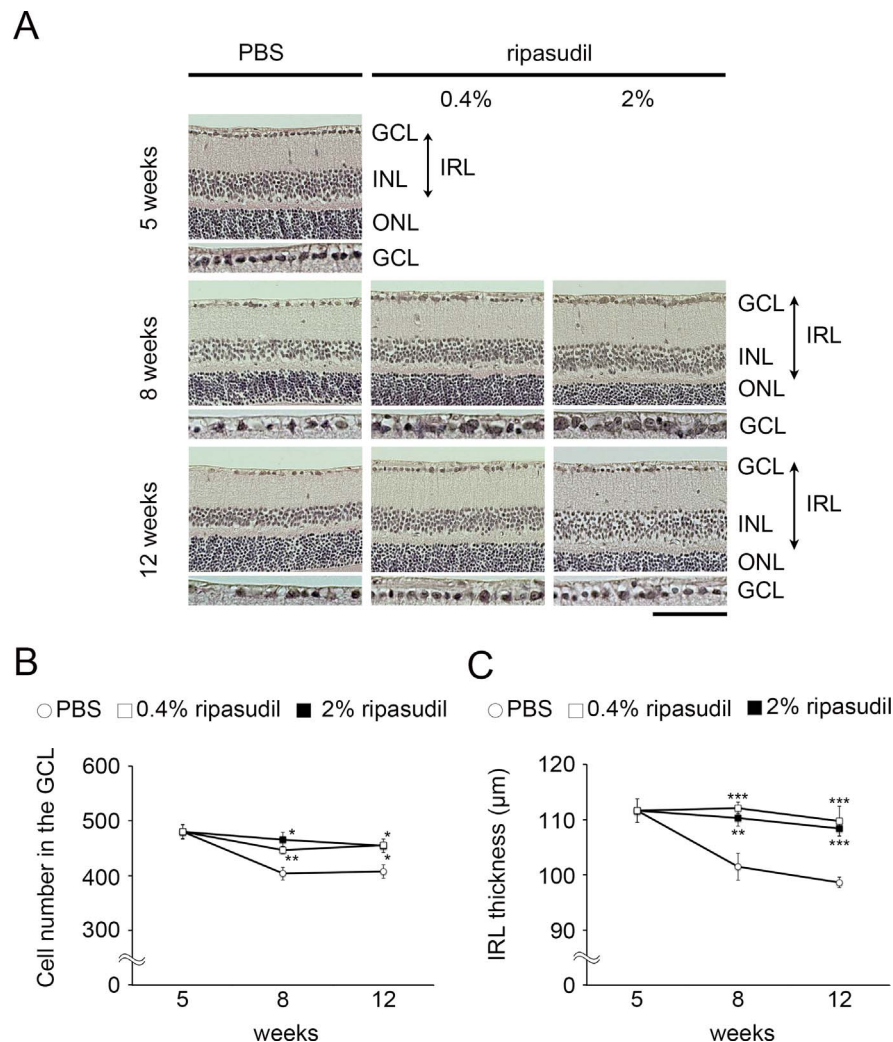 A
PBS
ripasudil
0.4%
2%
5 weeks
GCL
INL
IRL
ONL
GCL
8 weeks
GCL
INL
IRL
ONL
GCL
12 weeks
GCL
INL
IRL
ONL
GCL
B
PBS 0.4% ripasudil 2% ripasudil
Cell number in the GCL
600
500
400
300
0
*
**
*
*
5 8 12
weeks
C
PBS 0.4% ripasudil 2% ripasudil
IRL thickness (μm)
120
110
100
90
0
***
**
***
***
5 8 12
weeks